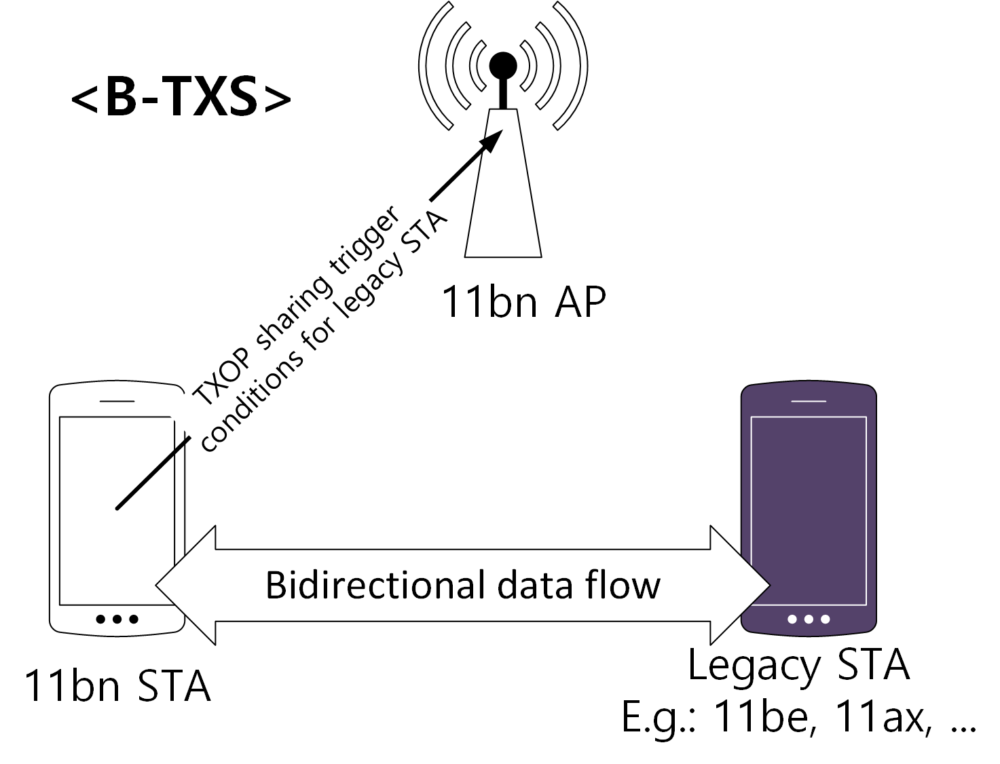 <B-TXS>
TXOP sharing trigger
conditions for legacy STA
11bn AP
Bidirectional data flow
11bn STA
Legacy STA
E.g.: 11be, 11ax, ...